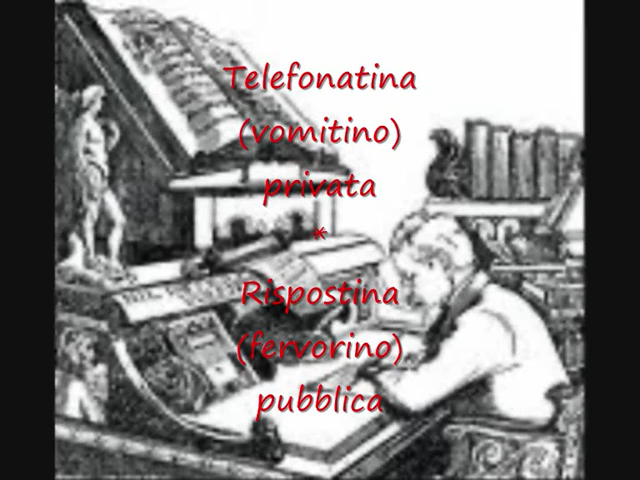 Telefonatina
(vomitino)
privata
*
Rispostina
(fervorino)
pubblica